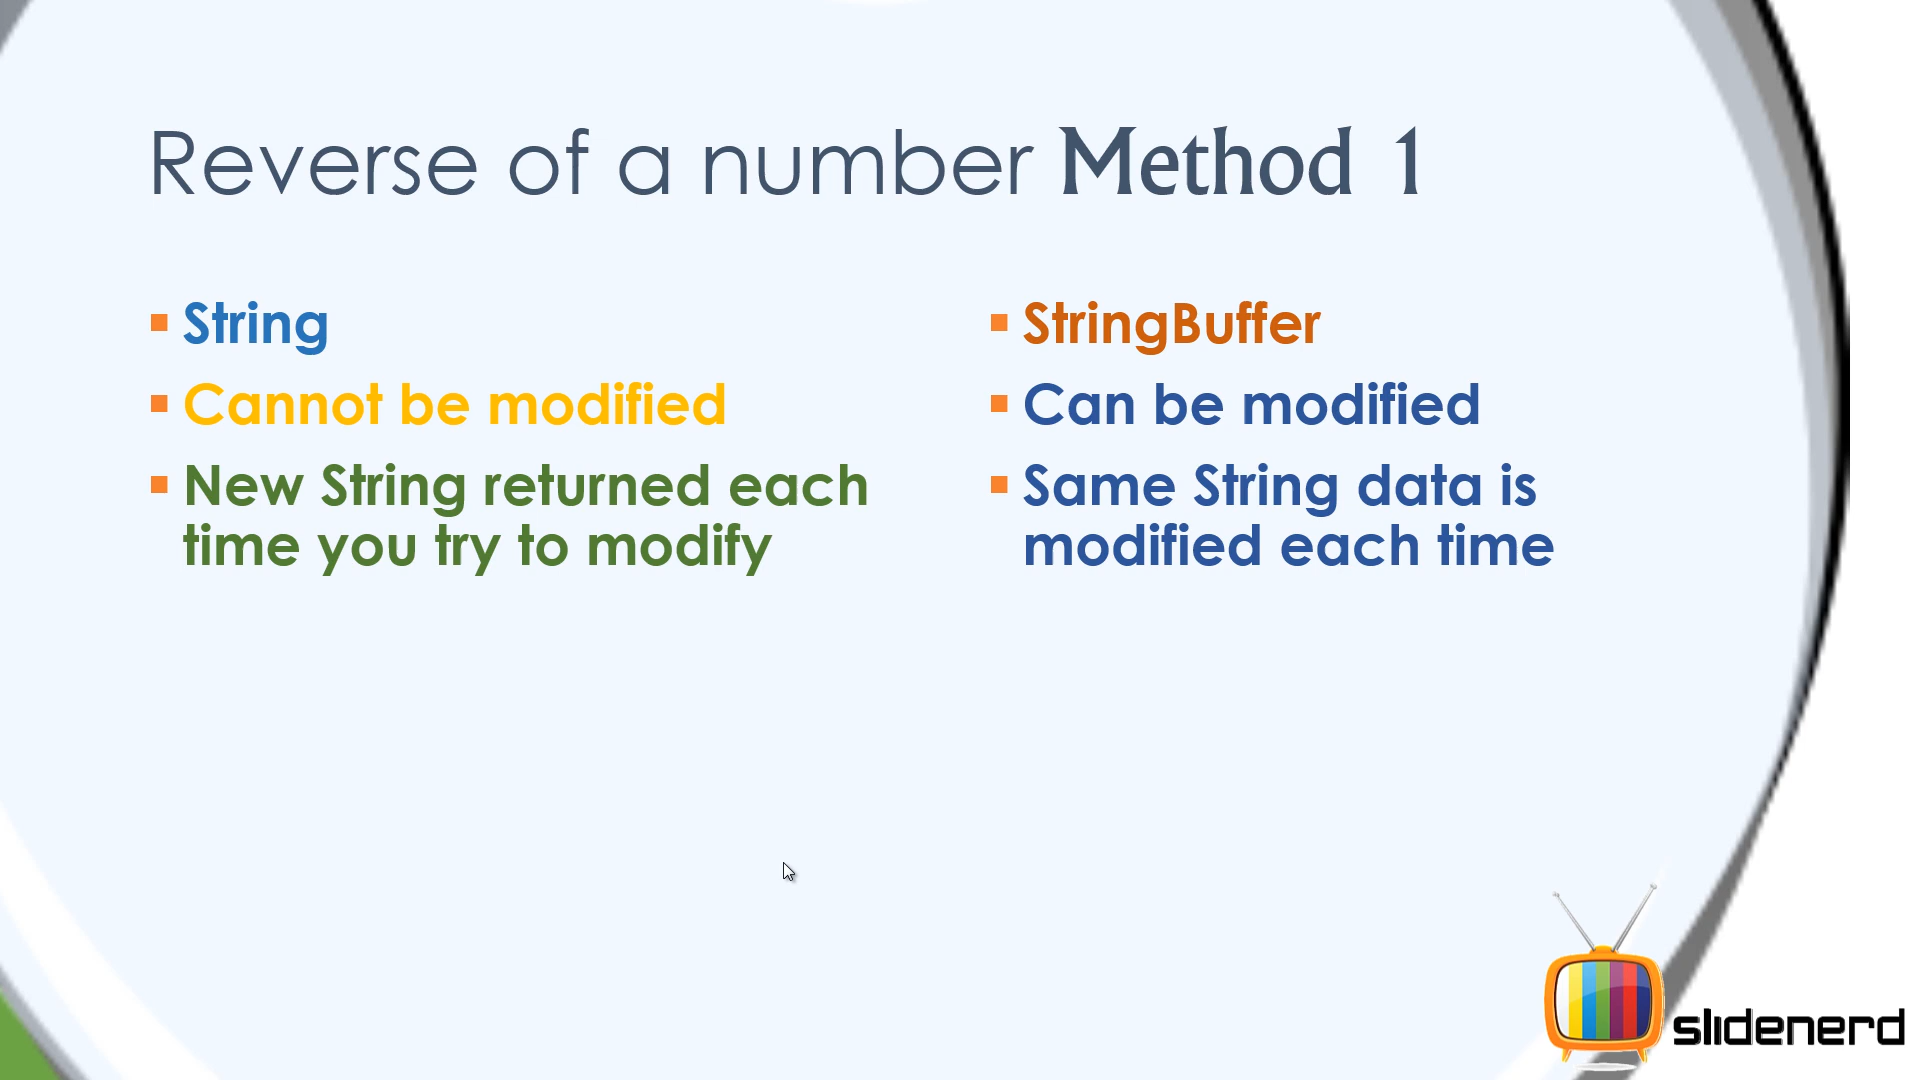 Reverse of a number Method 1
String
Cannot be modified
New String returned each
time you try to modify
StringBuffer
Can be modified
Same String data is
modified each time
slidenerd